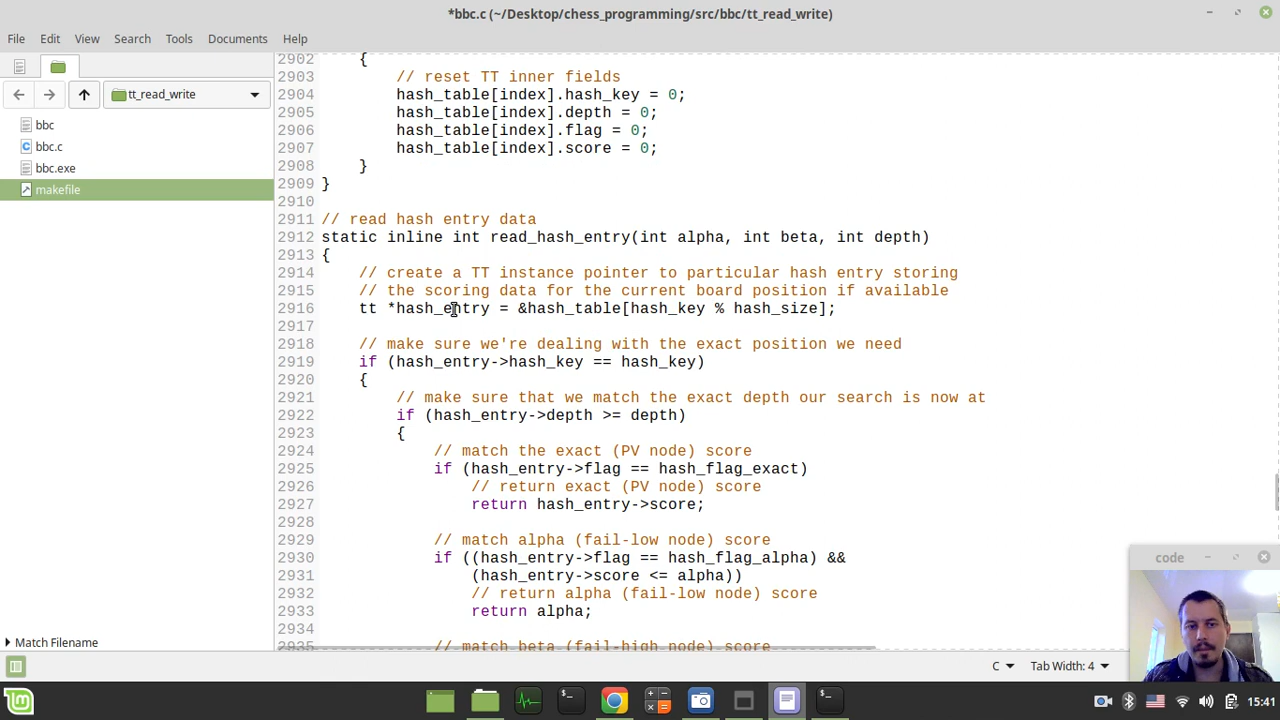 *bbc.c (~/Desktop/chess_programming/src/bbc/tt_read_write)
File Edit View Search Tools Documents Help
tt_read_write
bbc
bbc.c
bbc.exe
makefile
Match Filename
2902 {
2903 // reset TT inner fields
2904 hash_table[index].hash_key = 0;
2905 hash_table[index].depth = 0;
2906 hash_table[index].flag = 0;
2907 hash_table[index].score = 0;
2908 }
2909 }
2910
2911 // read hash entry data
2912 static inline int read_hash_entry(int alpha, int beta, int depth)
2913 {
2914 // create a TT instance pointer to particular hash entry storing
2915 // the scoring data for the current board position if available
2916 tt *hash_entry = &hash_table[hash_key % hash_size];
2917
2918 // make sure we're dealing with the exact position we need
2919 if (hash_entry->hash_key == hash_key)
2920 {
2921 // make sure that we match the exact depth our search is now at
2922 if (hash_entry->depth >= depth)
2923 {
2924 // match the exact (PV node) score
2925 if (hash_entry->flag == hash_flag_exact)
2926 // return exact (PV node) score
2927 return hash_entry->score;
2928
2929 // match alpha (fail-low node) score
2930 if ((hash_entry->flag == hash_flag_alpha) &&
2931 (hash_entry->score <= alpha))
2932 // return alpha (fail-low node) score
2933 return alpha;
2934
2935 // match beta (fail-high node) score
code
C Tab Width: 4
15:41